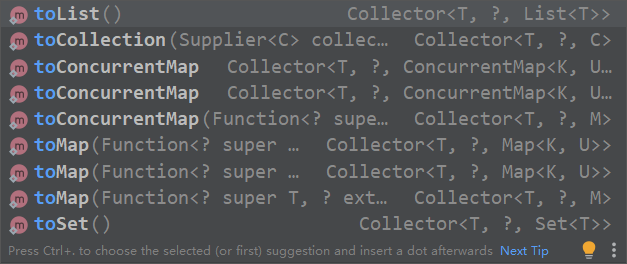 toList() Collector<T, ?, List<T>>
toCollection(Supplier<C> collec… Collector<T, ?, C>
toConcurrentMap Collector<T, ?, ConcurrentMap<K, U…
toConcurrentMap Collector<T, ?, ConcurrentMap<K, U…
toConcurrentMap(Function<? supe… Collector<T, ?, M>
toMap(Function<? super … Collector<T, ?, Map<K, U>>
toMap(Function<? super … Collector<T, ?, Map<K, U>>
toMap(Function<? super T, ? ext… Collector<T, ?, M>
toSet() Collector<T, ?, Set<T>>
Press Ctrl+. to choose the selected (or first) suggestion and insert a dot afterwards Next Tip